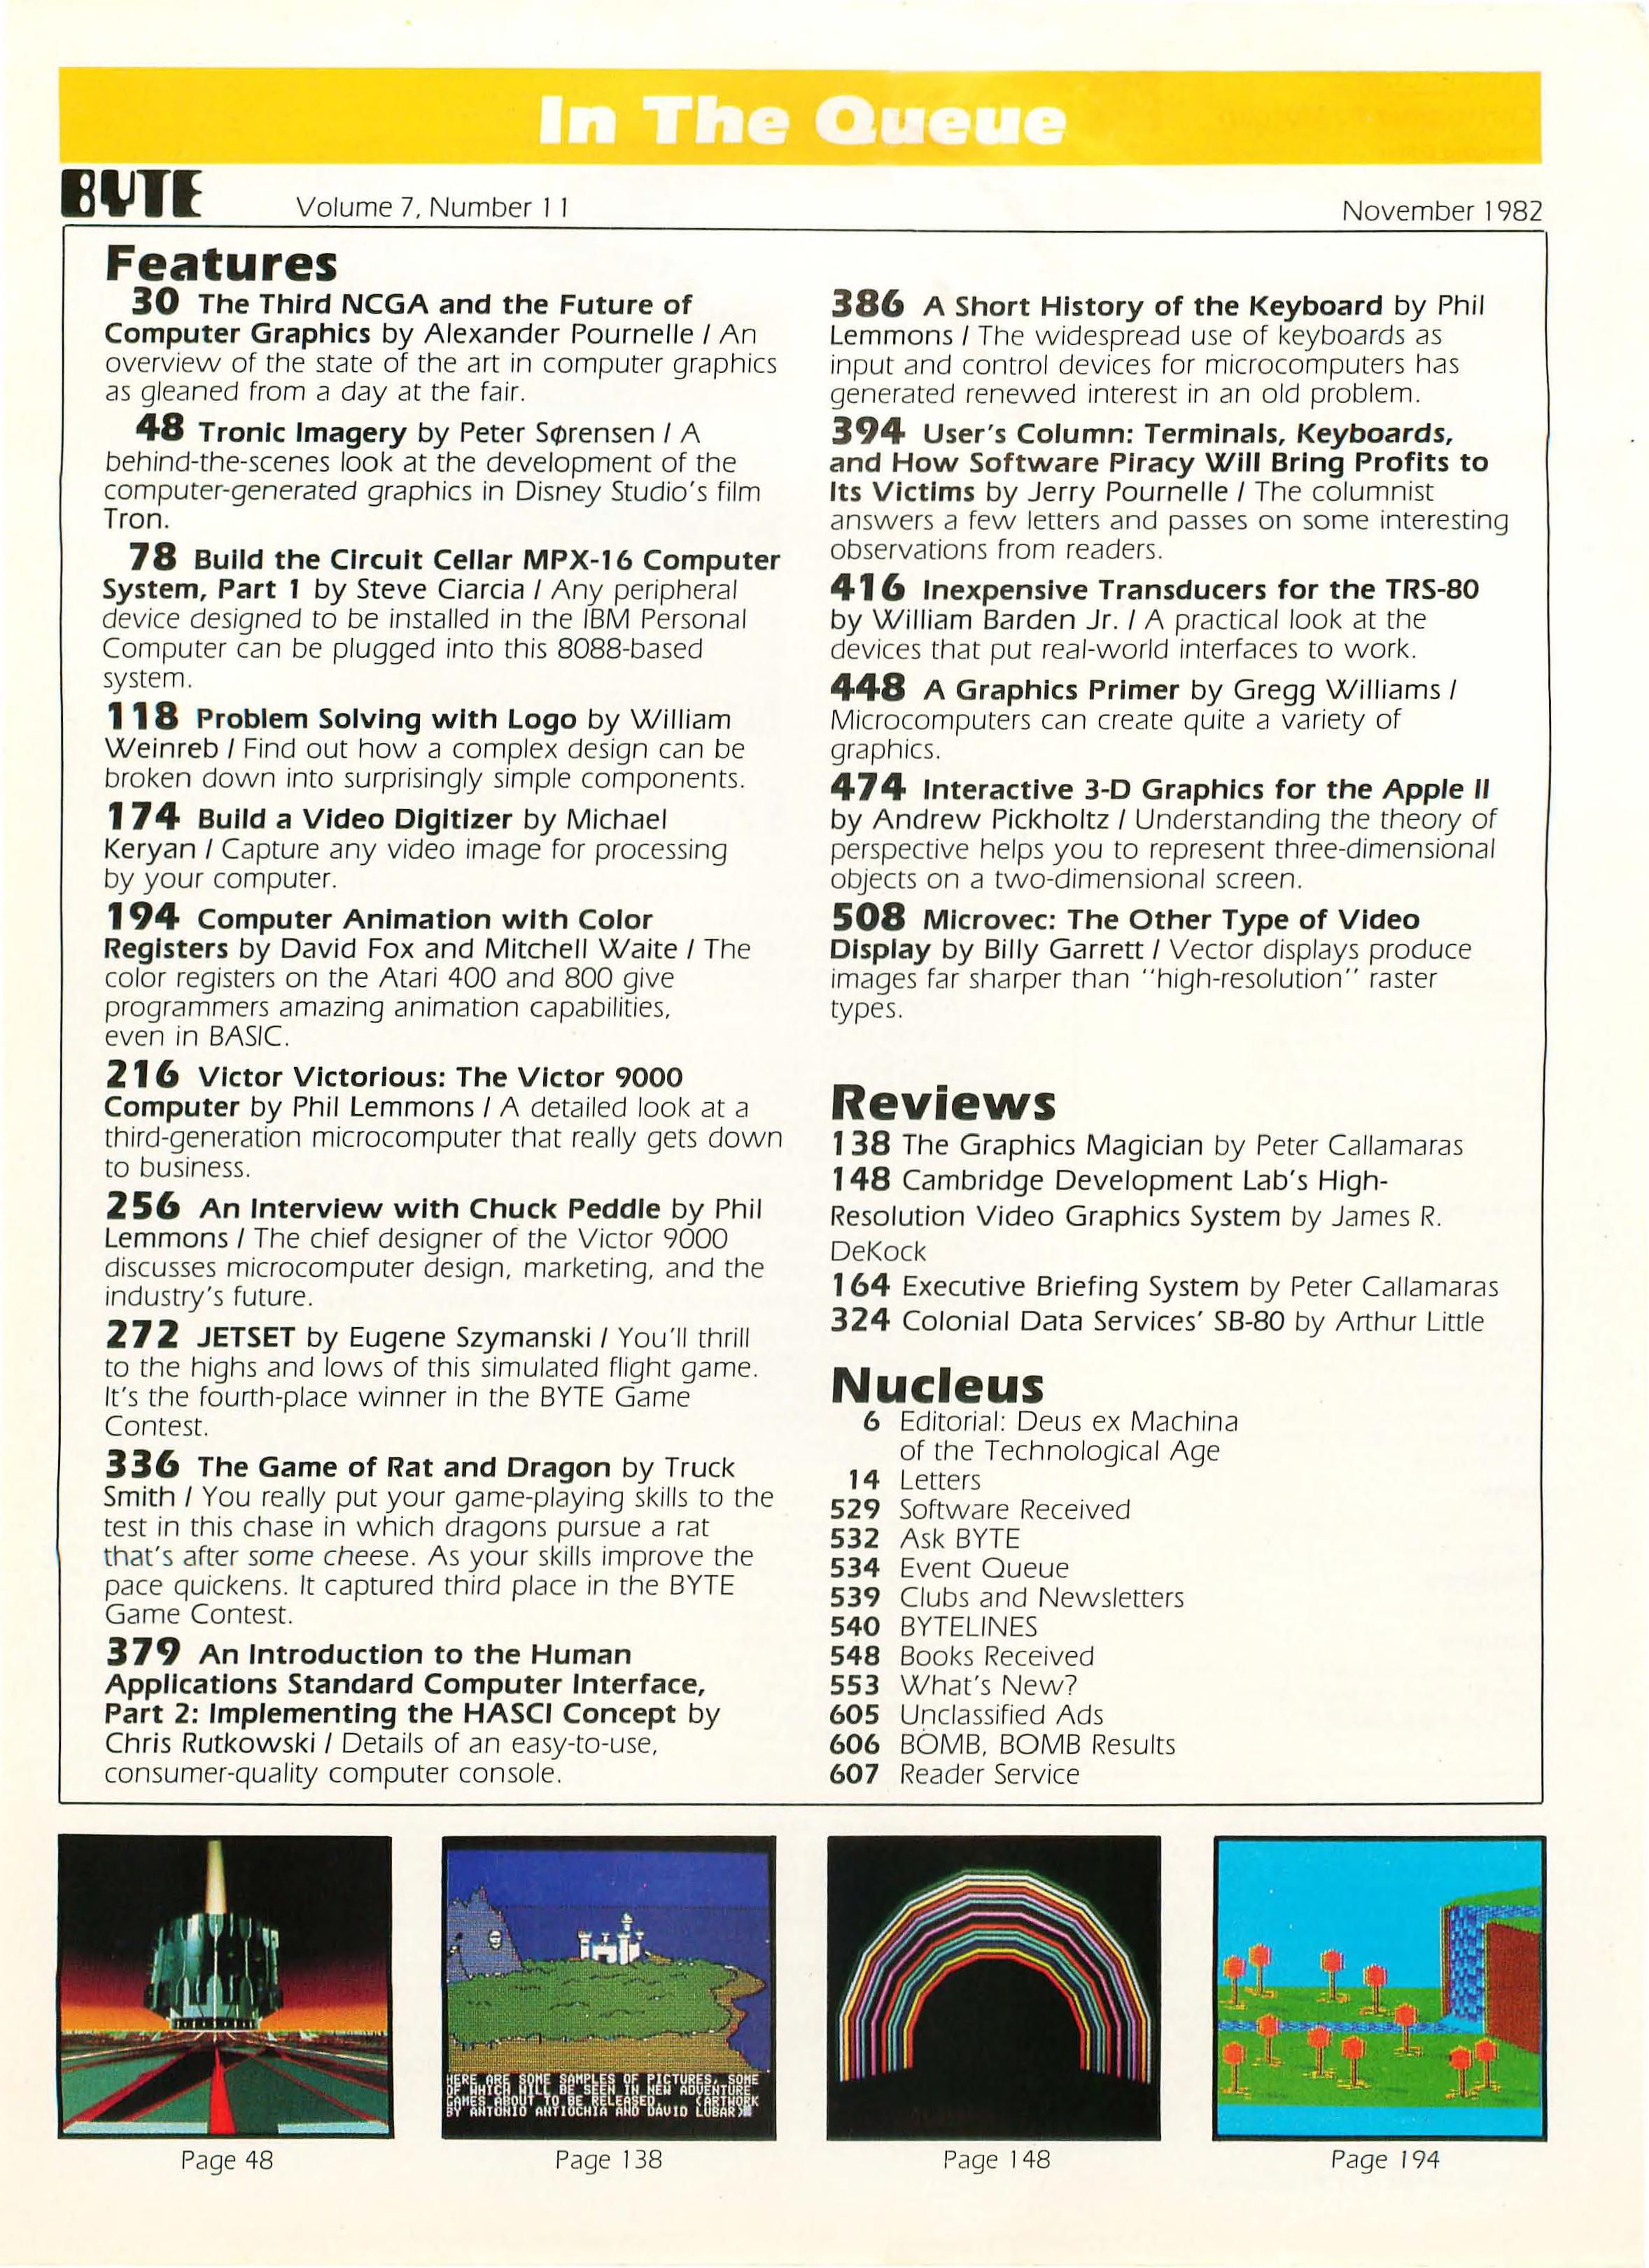 In The Queue
BYTE
Volume 7, Number 11
November 1982
Features
30 The Third NCGA and the Future of
Computer Graphics by Alexander Pournelle / An
overview of the state of the art in computer graphics
as gleaned from a day at the fair.
48 Tronic Imagery by Peter Sørensen / A
behind-the-scenes look at the development of the
computer-generated graphics in Disney Studio's film
Tron.
78 Build the Circuit Cellar MPX-16 Computer
System, Part 1 by Steve Ciarcia / Any peripheral
device designed to be installed in the IBM Personal
Computer can be plugged into this 8088-based
system.
118 Problem Solving with Logo by William
Weinreb / Find out how a complex design can be
broken down into surprisingly simple components.
174 Build a Video Digitizer by Michael
Keryan / Capture any video image for processing
by your computer.
194 Computer Animation with Color
Registers by David Fox and Mitchell Waite / The
color registers on the Atari 400 and 800 give
programmers amazing animation capabilities,
even in BASIC.
216 Victor Victorious: The Victor 9000
Computer by Phil Lemmons / A detailed look at a
third-generation microcomputer that really gets down
to business.
256 An Interview with Chuck Peddle by Phil
Lemmons / The chief designer of the Victor 9000
discusses microcomputer design, marketing, and the
industry's future.
272 JETSET by Eugene Szymanski / You'll thrill
to the highs and lows of this simulated flight game.
It's the fourth-place winner in the BYTE Game
Contest.
336 The Game of Rat and Dragon by Truck
Smith / You really put your game-playing skills to the
test in this chase in which dragons pursue a rat
that's after some cheese. As your skills improve the
pace quickens. It captured third place in the BYTE
Game Contest.
379 An Introduction to the Human
Applications Standard Computer Interface,
Part 2: Implementing the HASCI Concept by
Chris Rutkowski / Details of an easy-to-use,
consumer-quality computer console.
386 A Short History of the Keyboard by Phil
Lemmons / The widespread use of keyboards as
input and control devices for microcomputers has
generated renewed interest in an old problem.
394 User's Column: Terminals, Keyboards,
and How Software Piracy Will Bring Profits to
Its Victims by Jerry Pournelle / The columnist
answers a few letters and passes on some interesting
observations from readers.
416 Inexpensive Transducers for the TRS-80
by William Barden Jr. / A practical look at the
devices that put real-world interfaces to work.
448 A Graphics Primer by Gregg Williams /
Microcomputers can create quite a variety of
graphics.
474 Interactive 3-D Graphics for the Apple II
by Andrew Pickholtz / Understanding the theory of
perspective helps you to represent three-dimensional
objects on a two-dimensional screen.
508 Microvec: The Other Type of Video
Display by Billy Garrett / Vector displays produce
images far sharper than "high-resolution" raster
types.
Reviews
138 The Graphics Magician by Peter Callamaras
148 Cambridge Development Lab's High-
Resolution Video Graphics System by James R.
DeKock
164 Executive Briefing System by Peter Callamaras
324 Colonial Data Services' SB-80 by Arthur Little
Nucleus
6 Editorial: Deus ex Machina
of the Technological Age
14 Letters
529 Software Received
532 Ask BYTE
534 Event Queue
539 Clubs and Newsletters
540 BYTELINES
548 Books Received
553 What's New?
605 Unclassified Ads
606 BOMB, BOMB Results
607 Reader Service
HERE ARE SOME SAMPLES OF PICTURES, SOME
OF WHICH WILL BE SEEN IN NEW ADVENTURE
GAMES ABOUT TO BE RELEASED. (ARTWORK
BY ANTONIO ANTIOCHIA AND DAVID LUBAR)
Page 48
Page 138
Page 148
Page 194